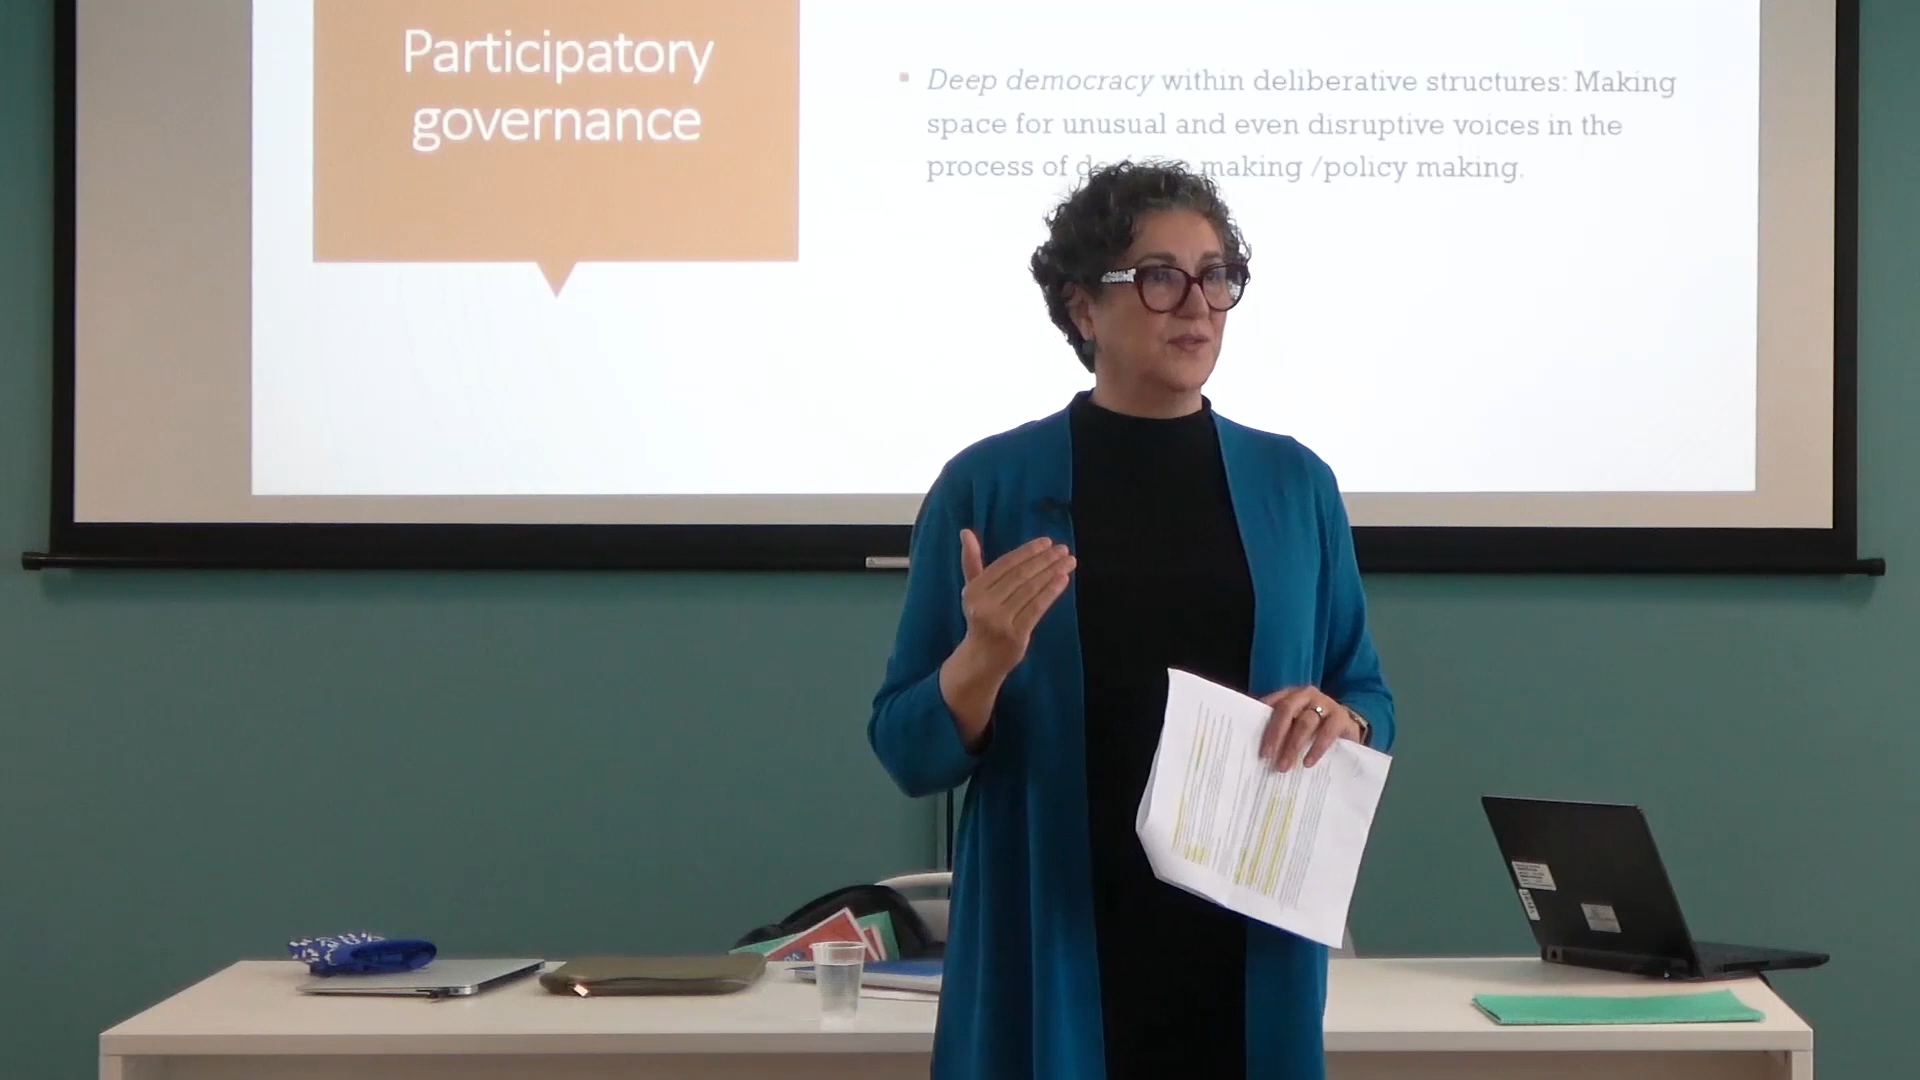 Participatory
governance
Deep democracy within deliberative structures: Making
space for unusual and even disruptive voices in the
process of making /policy making.